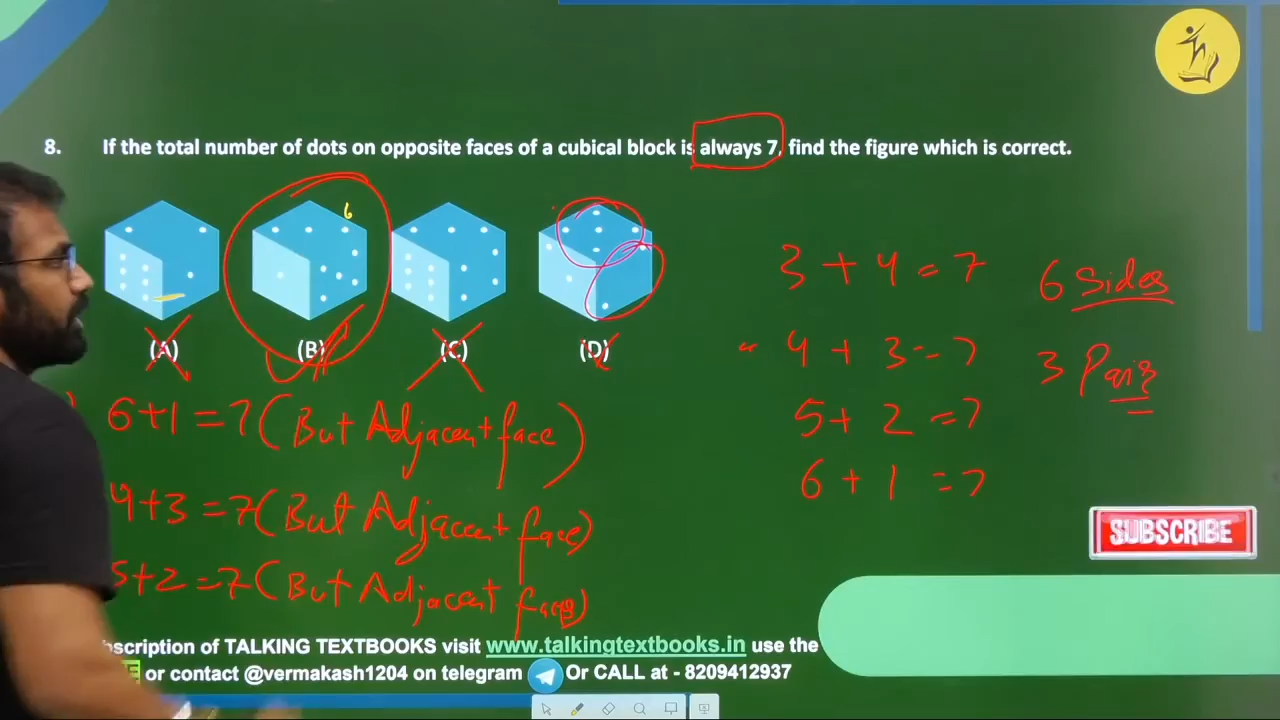 8. If the total number of dots on opposite faces of a cubical block is always 7, find the figure which is correct.
6
(A) (B) (C) (D)
3 + 4 = 7
6 Sides
4 + 3 = 7
3 Pair
5 + 2 = 7
6 + 1 = 7
6+1 = 7 (But Adjacent face)
4+3 = 7 (But Adjacent face)
5+2 = 7 (But Adjacent faces)
SUBSCRIBE
of TALKING TEXTBOOKS visit www.talkingtextbooks.in use the
or contact @vermakash1204 on telegram Or CALL at - 8209412937